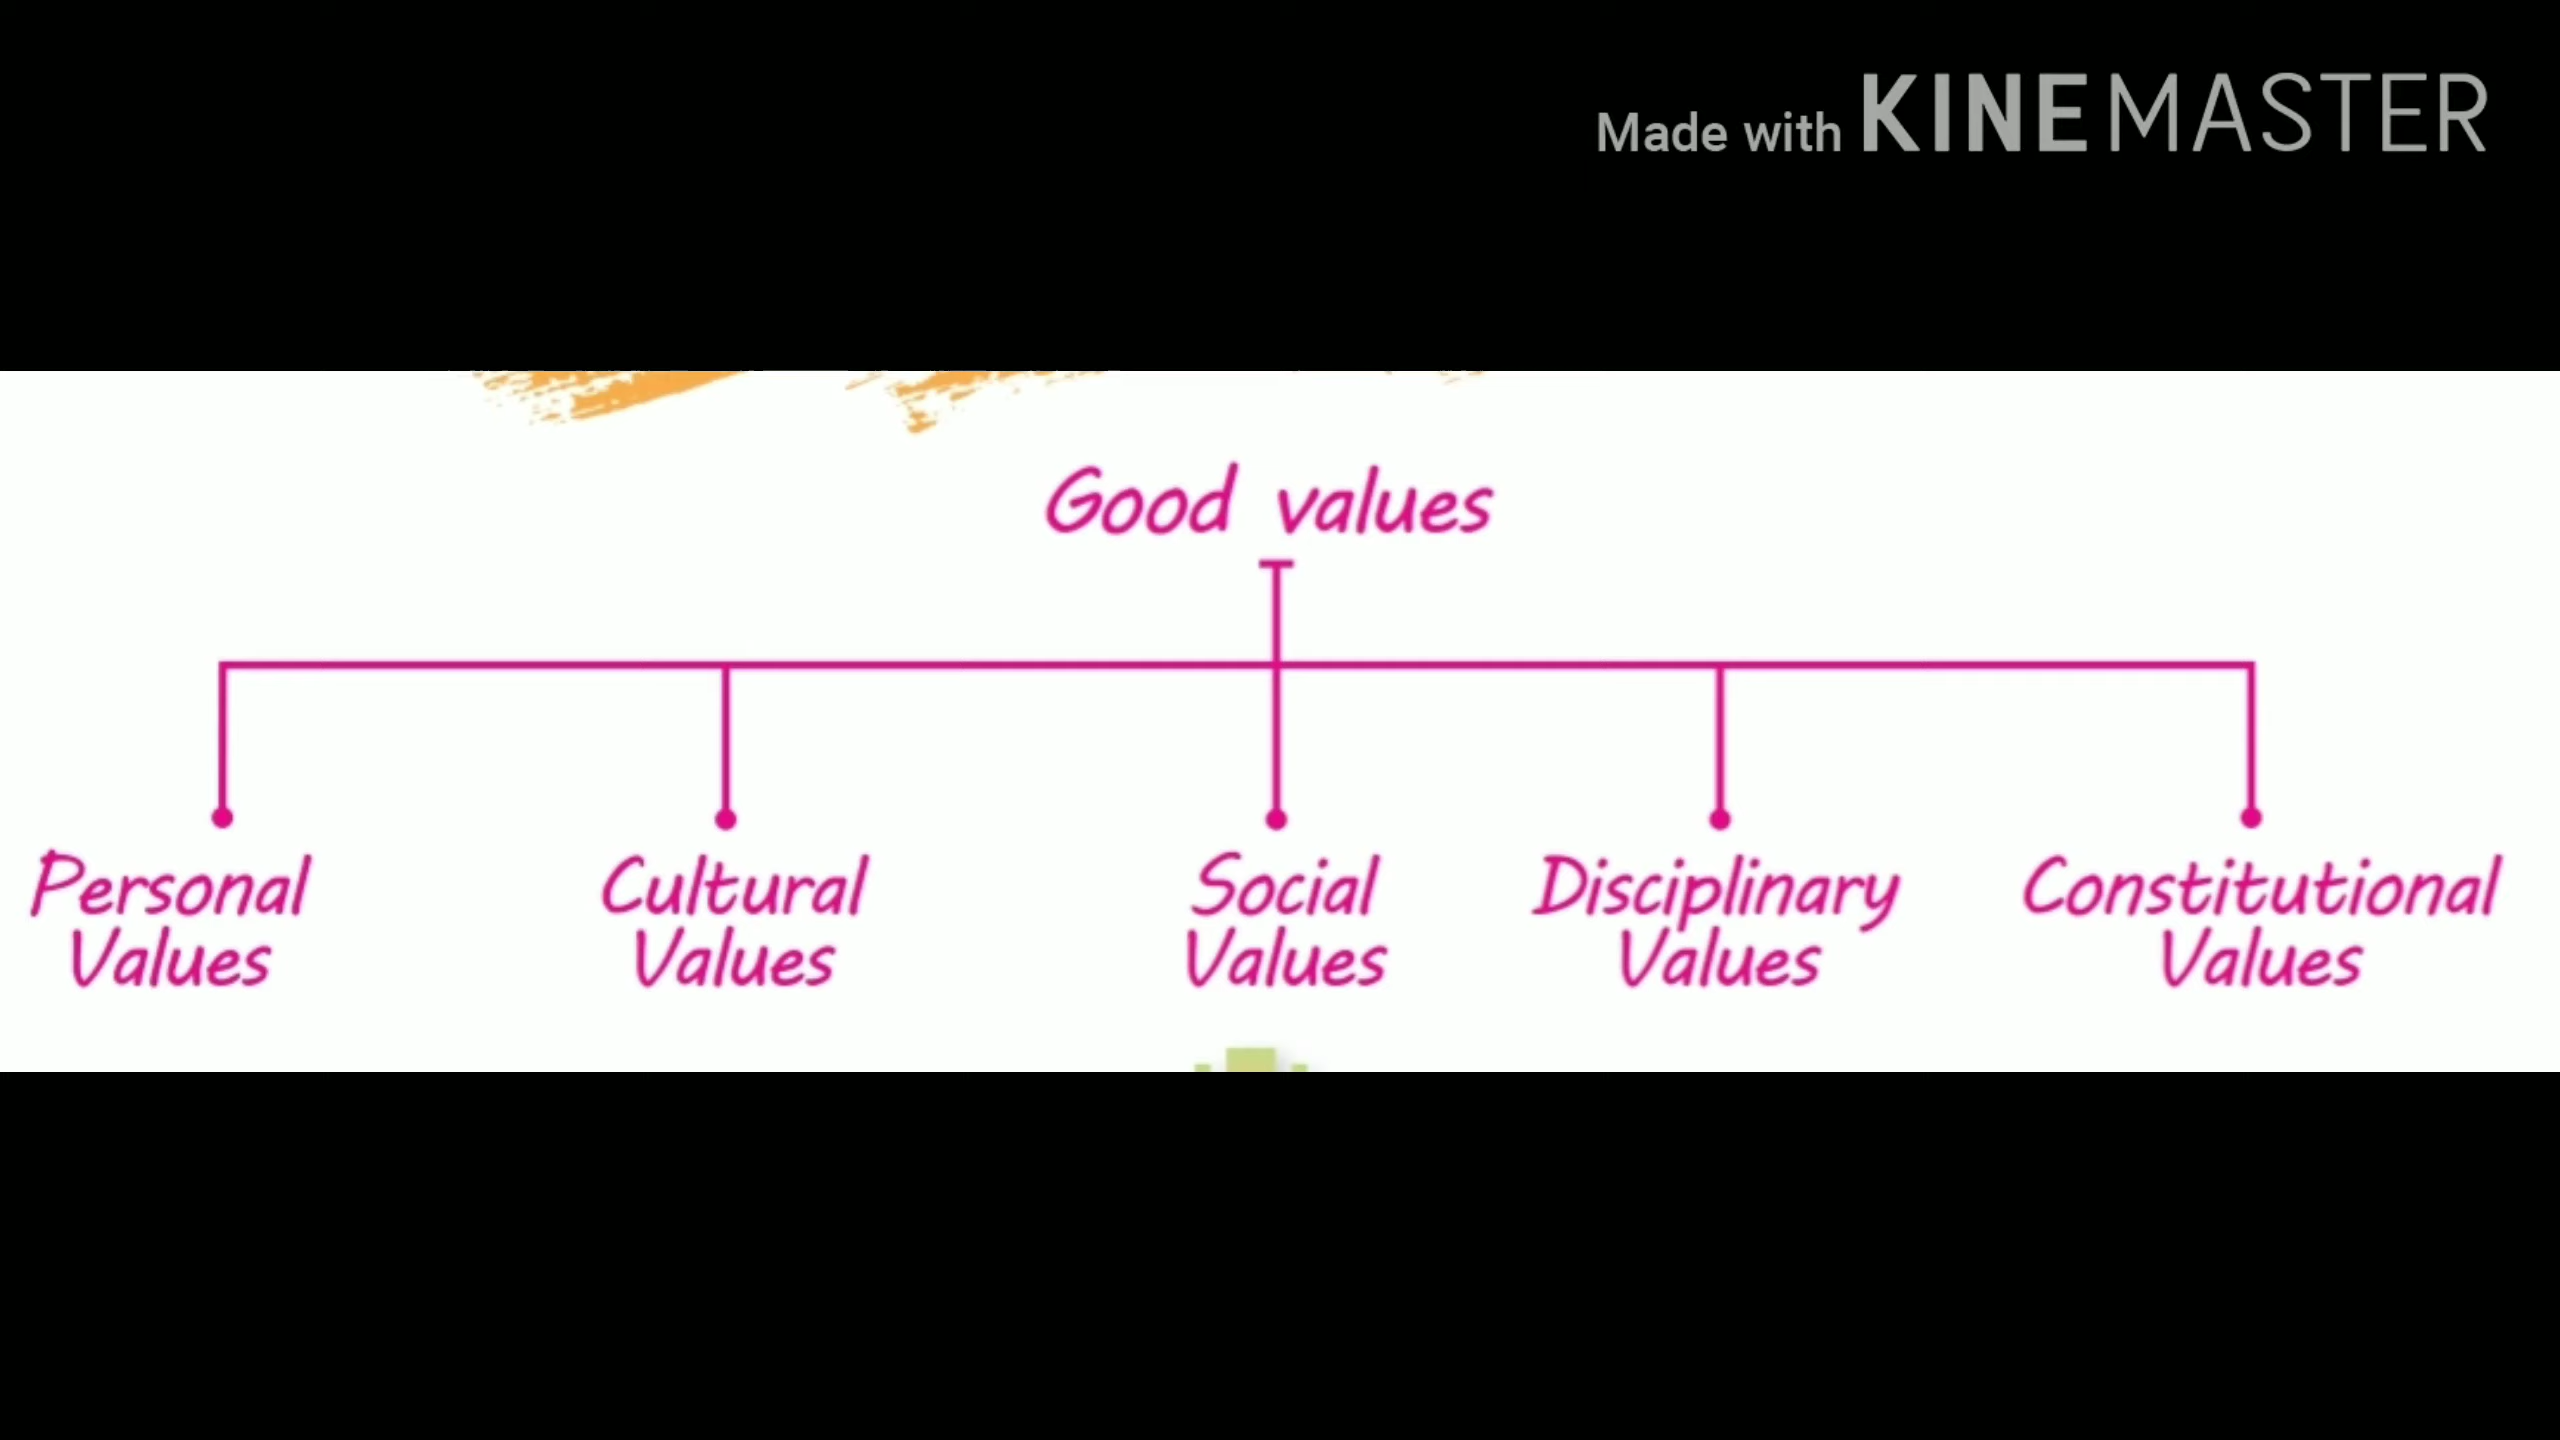 Made with KINEMASTER
Good values
Personal Values
Cultural Values
Social Values
Disciplinary Values
Constitutional Values